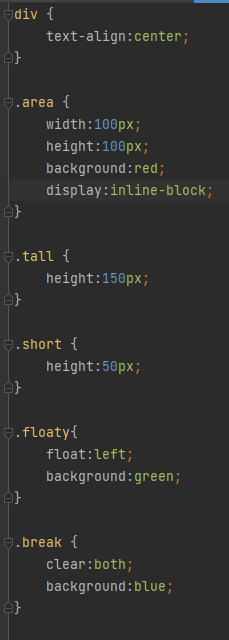 div {
text-align:center;
}
.area {
width:100px;
height:100px;
background:red;
display:inline-block;
}
.tall {
height:150px;
}
.short {
height:50px;
}
.floaty{
float:left;
background:green;
}
.break {
clear:both;
background:blue;
}